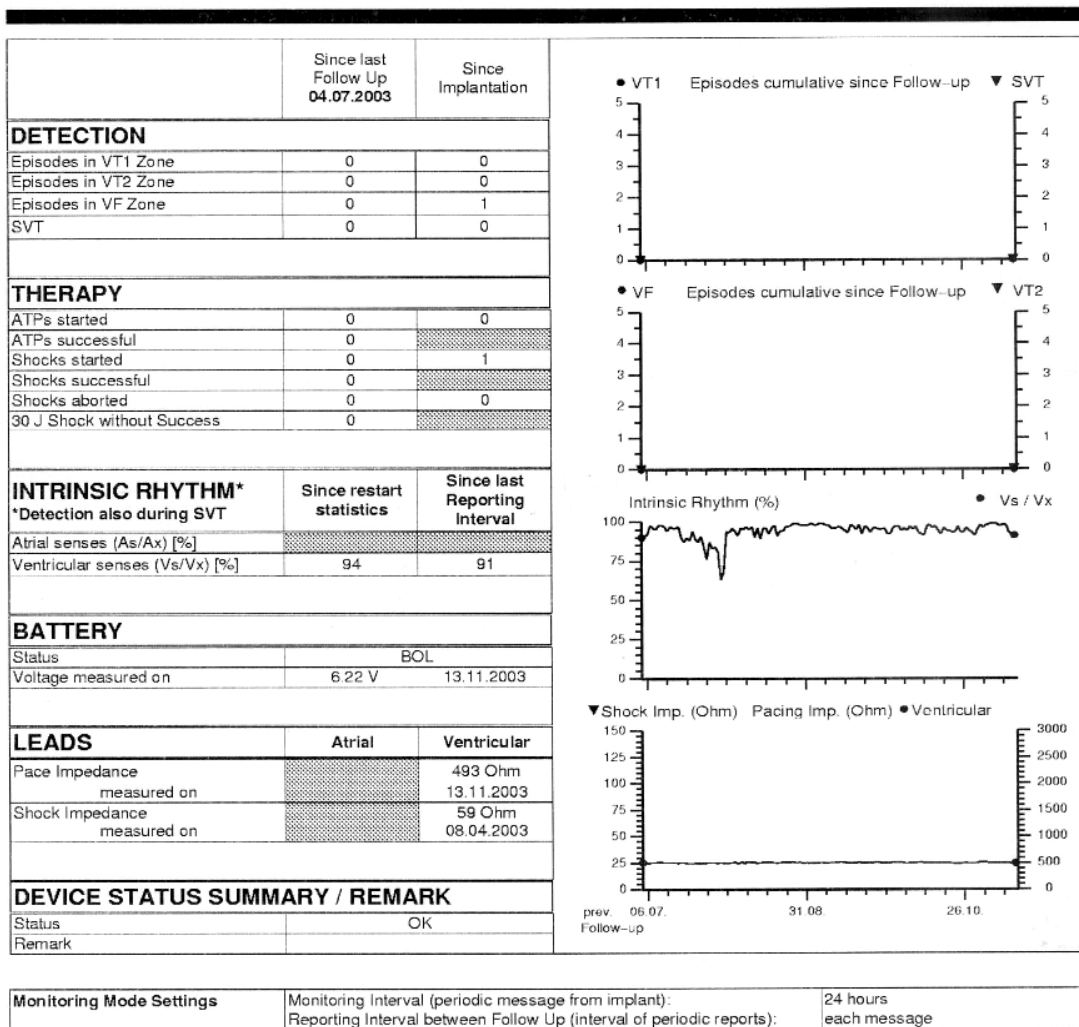 Since last Follow Up 04.07.2003
Since Implantation
DETECTION
Episodes in VT1 Zone 0 0
Episodes in VT2 Zone 0 0
Episodes in VF Zone 0 1
SVT 0 0
THERAPY
ATPs started 0 0
ATPs successful 0
Shocks started 0 1
Shocks successful 0
Shocks aborted 0 0
30 J Shock without Success 0
INTRINSIC RHYTHM*
*Detection also during SVT
Since restart statistics
Since last Reporting Interval
Atrial senses (As/Ax) [%]
Ventricular senses (Vs/Vx) [%] 94 91
BATTERY
Status BOL
Voltage measured on 6.22 V 13.11.2003
LEADS Atrial Ventricular
Pace Impedance 493 Ohm
measured on 13.11.2003
Shock Impedance 59 Ohm
measured on 08.04.2003
DEVICE STATUS SUMMARY / REMARK
Status OK
Remark
VT1 Episodes cumulative since Follow-up SVT
5 5
4 4
3 3
2 2
1 1
0 0
VF Episodes cumulative since Follow-up VT2
5 5
4 4
3 3
2 2
1 1
0 0
Intrinsic Rhythm (%) Vs / Vx
100
75
50
25
0
Shock Imp. (Ohm) Pacing Imp. (Ohm) Ventricular
150 3000
125 2500
100 2000
75 1500
50 1000
25 500
0 0
prev. Follow-up
06.07. 31.08. 26.10.
Monitoring Mode Settings
Monitoring Interval (periodic message from implant): 24 hours
Reporting Interval between Follow Up (interval of periodic reports): each message